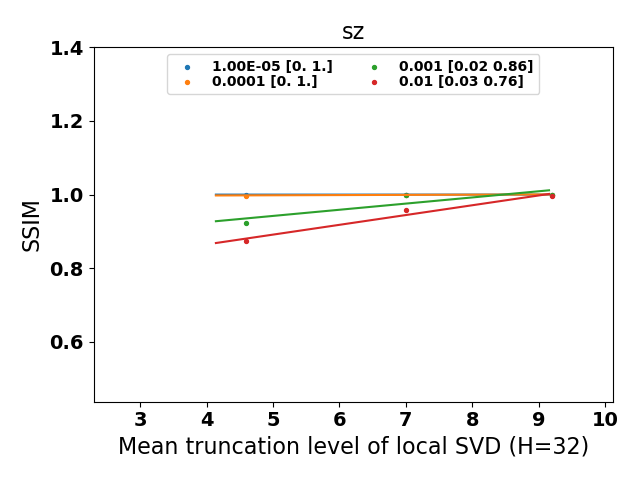 sz
1.4
1.00E-05 [0. 1.]
0.001 [0.02 0.86]
0.0001 [0. 1.]
0.01 [0.03 0.76]
1.2
1.0
0.8
0.6
SSIM
3 4 5 6 7 8 9 10
Mean truncation level of local SVD (H=32)